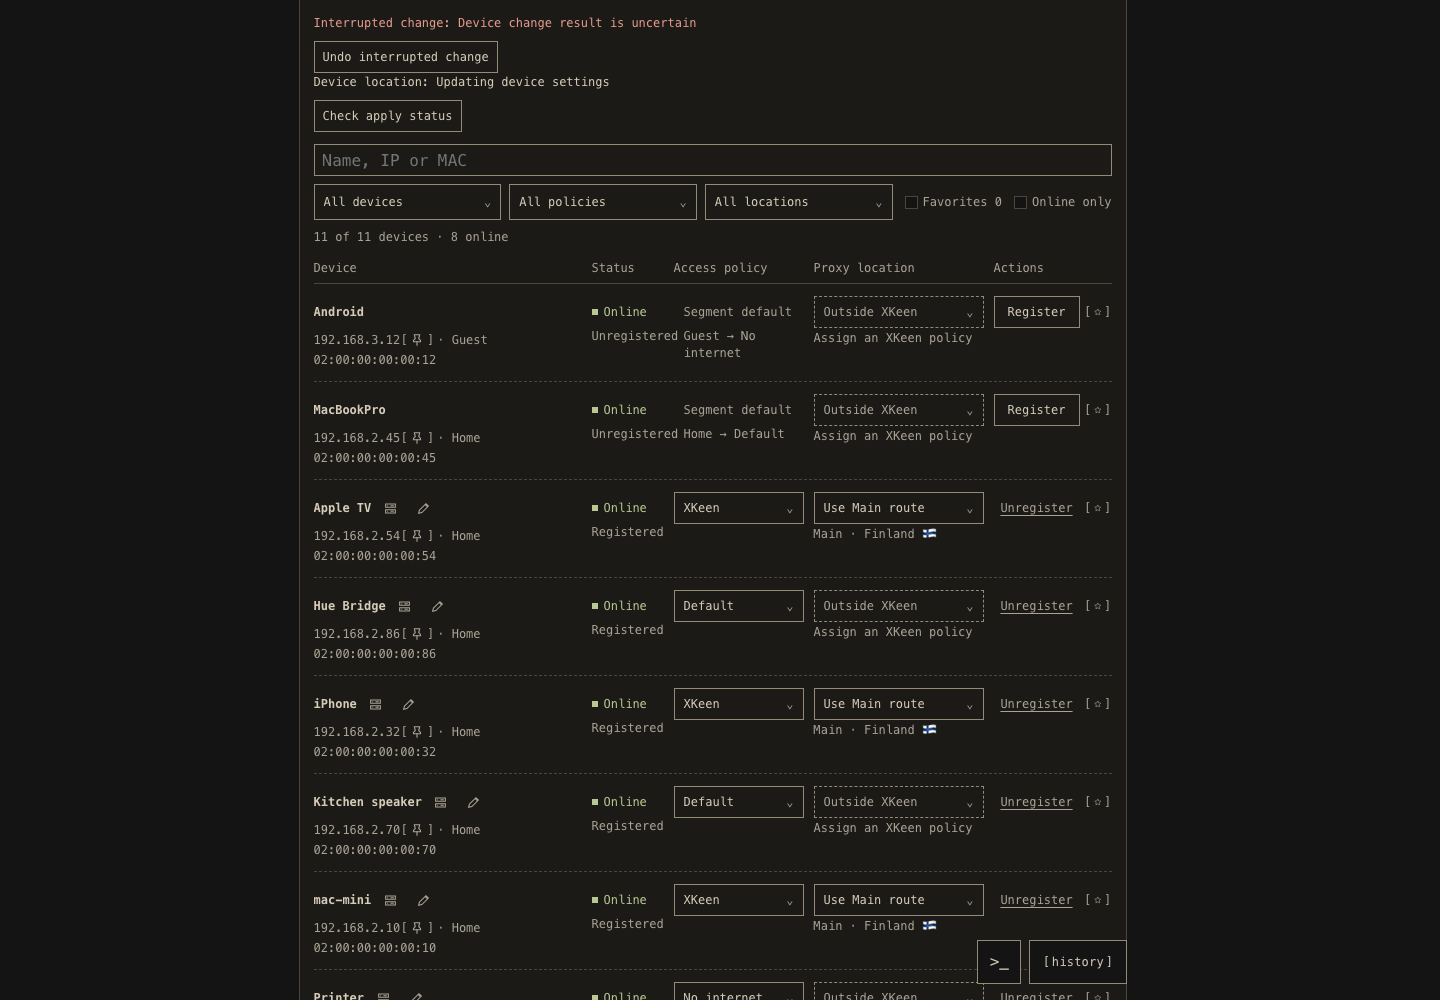 Interrupted change: Device change result is uncertain
Undo interrupted change
Device location: Updating device settings
Check apply status
Name, IP or MAC
All devices All policies All locations Favorites 0 Online only
11 of 11 devices · 8 online
Device Status Access policy Proxy location Actions
Android Online Segment default Outside XKeen Register [☆]
192.168.3.12[ ]· Guest Unregistered Guest → No internet Assign an XKeen policy
02:00:00:00:00:12
MacBookPro Online Segment default Outside XKeen Register [☆]
192.168.2.45[ ]· Home Unregistered Home → Default Assign an XKeen policy
02:00:00:00:00:45
Apple TV Online XKeen Use Main route Unregister [☆]
192.168.2.54[ ]· Home Registered Main · Finland 🇫🇮
02:00:00:00:00:54
Hue Bridge Online Default Outside XKeen Unregister [☆]
192.168.2.86[ ]· Home Registered Assign an XKeen policy
02:00:00:00:00:86
iPhone Online XKeen Use Main route Unregister [☆]
192.168.2.32[ ]· Home Registered Main · Finland 🇫🇮
02:00:00:00:00:32
Kitchen speaker Online Default Outside XKeen Unregister [☆]
192.168.2.70[ ]· Home Registered Assign an XKeen policy
02:00:00:00:00:70
mac-mini Online XKeen Use Main route Unregister [☆]
192.168.2.10[ ]· Home Registered Main · Finland 🇫🇮
02:00:00:00:00:10
>_ [history]
Printer Online No internet Outside XKeen Unregister [☆]